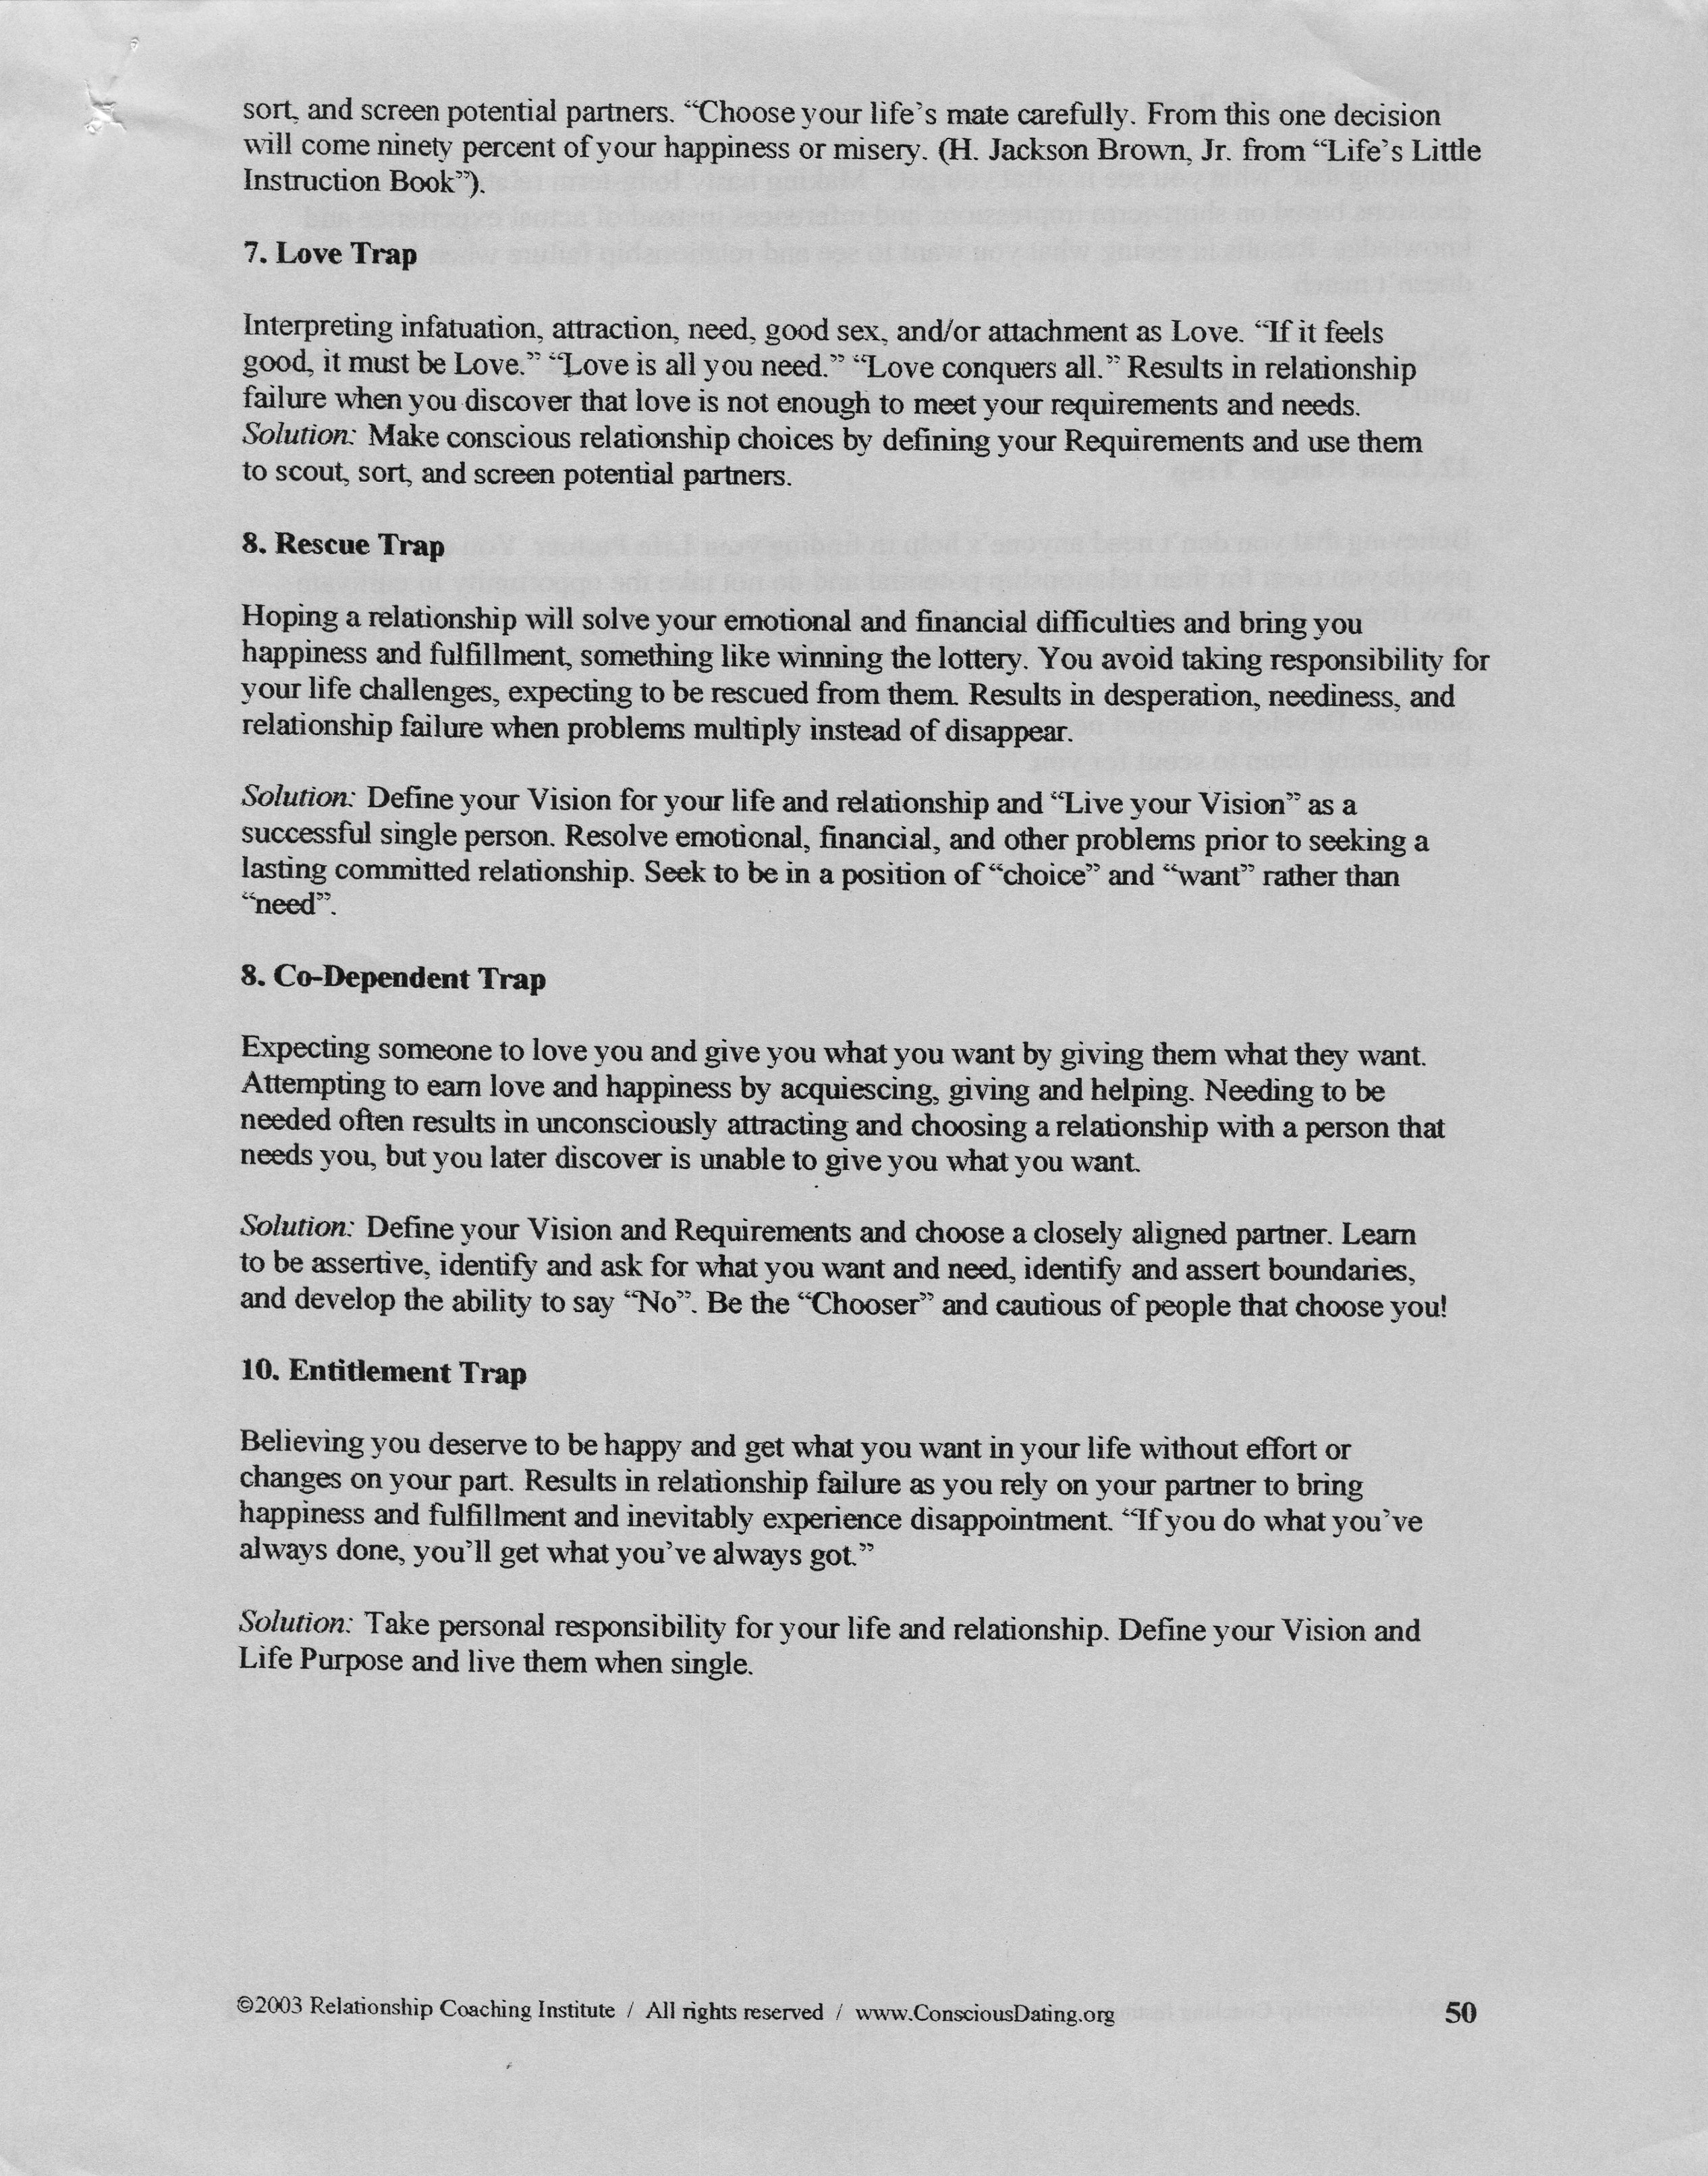 sort, and screen potential partners. “Choose your life’s mate carefully. From this one decision
will come ninety percent of your happiness or misery. (H. Jackson Brown, Jr. from “Life’s Little
Instruction Book”).
7. Love Trap
Interpreting infatuation, attraction, need, good sex, and/or attachment as Love. “If it feels
good, it must be Love.” “Love is all you need.” “Love conquers all.” Results in relationship
failure when you discover that love is not enough to meet your requirements and needs.
Solution: Make conscious relationship choices by defining your Requirements and use them
to scout, sort, and screen potential partners.
8. Rescue Trap
Hoping a relationship will solve your emotional and financial difficulties and bring you
happiness and fulfillment, something like winning the lottery. You avoid taking responsibility for
your life challenges, expecting to be rescued from them. Results in desperation, neediness, and
relationship failure when problems multiply instead of disappear.
Solution: Define your Vision for your life and relationship and “Live your Vision” as a
successful single person. Resolve emotional, financial, and other problems prior to seeking a
lasting committed relationship. Seek to be in a position of “choice” and “want” rather than
“need”.
8. Co-Dependent Trap
Expecting someone to love you and give you what you want by giving them what they want.
Attempting to earn love and happiness by acquiescing, giving and helping. Needing to be
needed often results in unconsciously attracting and choosing a relationship with a person that
needs you, but you later discover is unable to give you what you want.
Solution: Define your Vision and Requirements and choose a closely aligned partner. Learn
to be assertive, identify and ask for what you want and need, identify and assert boundaries,
and develop the ability to say “No”. Be the “Chooser” and cautious of people that choose you!
10. Entitlement Trap
Believing you deserve to be happy and get what you want in your life without effort or
changes on your part. Results in relationship failure as you rely on your partner to bring
happiness and fulfillment and inevitably experience disappointment. “If you do what you’ve
always done, you’ll get what you’ve always got.”
Solution: Take personal responsibility for your life and relationship. Define your Vision and
Life Purpose and live them when single.
©2003 Relationship Coaching Institute / All rights reserved / www.ConsciousDating.org 50